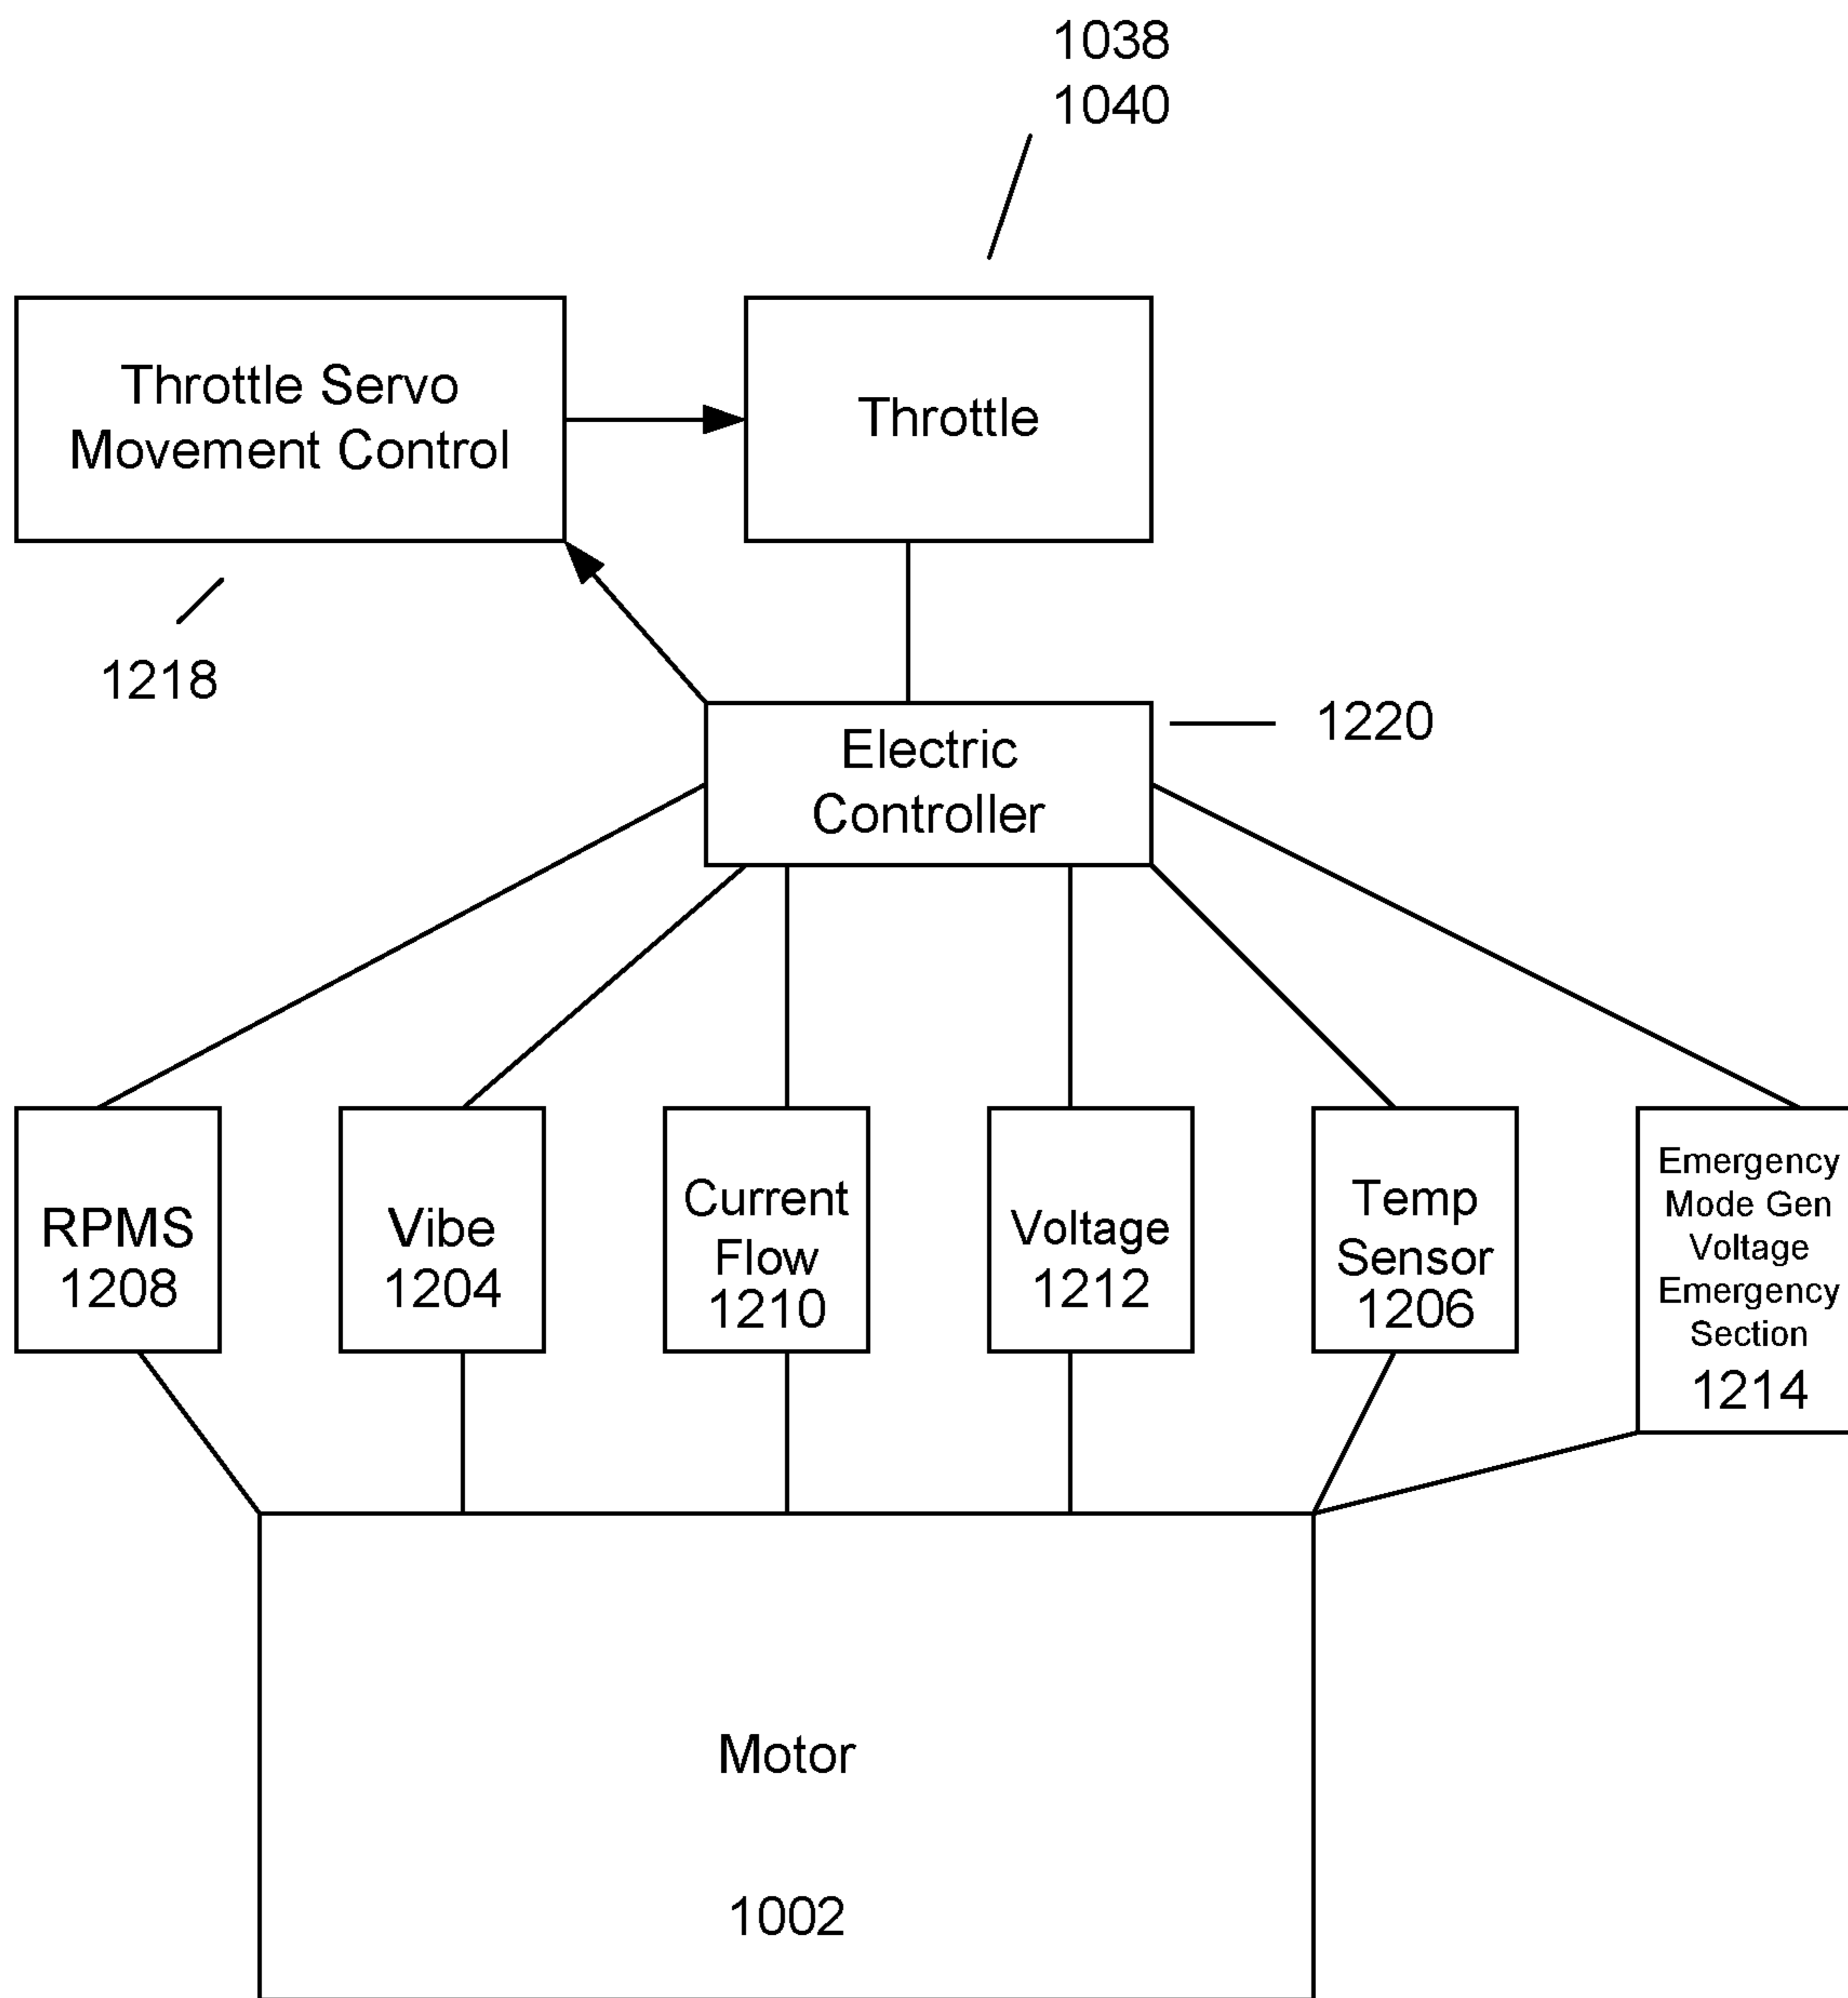 1038
1040
Throttle Servo
Movement Control
Throttle
1218
1220
Electric
Controller
RPMS
1208
Vibe
1204
Current
Flow
1210
Voltage
1212
Temp
Sensor
1206
Emergency
Mode Gen
Voltage
Emergency
Section
1214
Motor
1002